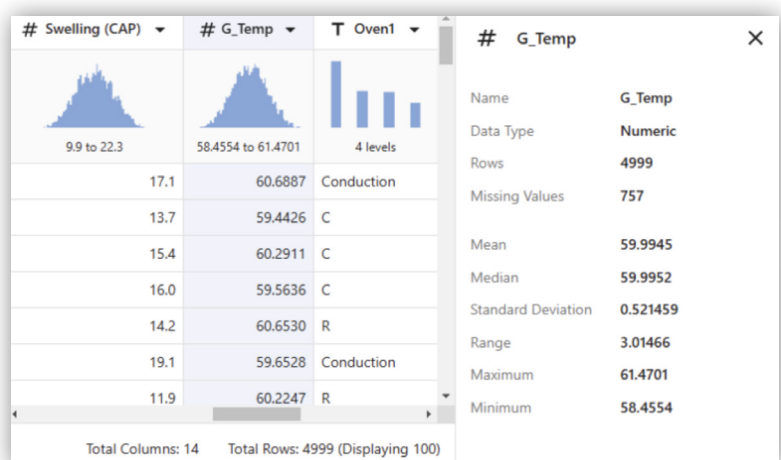 # Swelling (CAP) # G_Temp T Oven1
9.9 to 22.3 58.4554 to 61.4701 4 levels
17.1 60.6887 Conduction
13.7 59.4426 C
15.4 60.2911 C
16.0 59.5636 C
14.2 60.6530 R
19.1 59.6528 Conduction
11.9 60.2247 R
Total Columns: 14 Total Rows: 4999 (Displaying 100)
# G_Temp
Name G_Temp
Data Type Numeric
Rows 4999
Missing Values 757
Mean 59.9945
Median 59.9952
Standard Deviation 0.521459
Range 3.01466
Maximum 61.4701
Minimum 58.4554